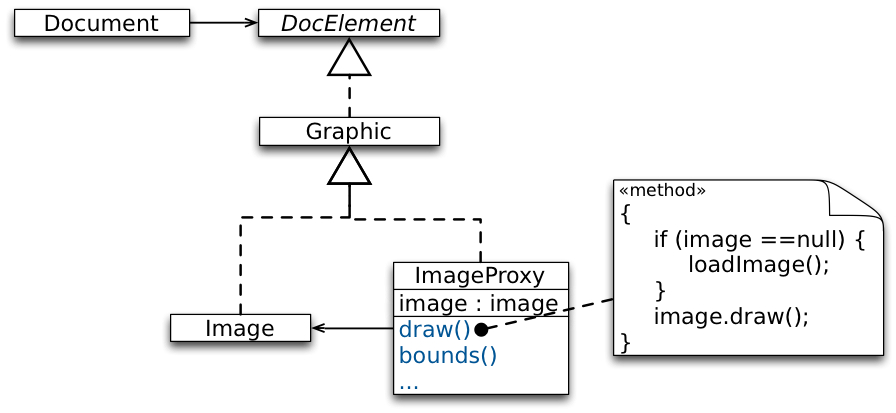 Document
DocElement
Graphic
«method»
{
if (image ==null) {
loadImage();
}
image.draw();
}
ImageProxy
image : image
draw()
bounds()
...
Image